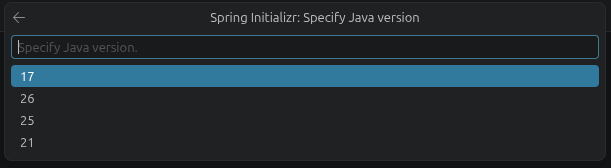 Spring Initializr: Specify Java version
Specify Java version.
17
26
25
21